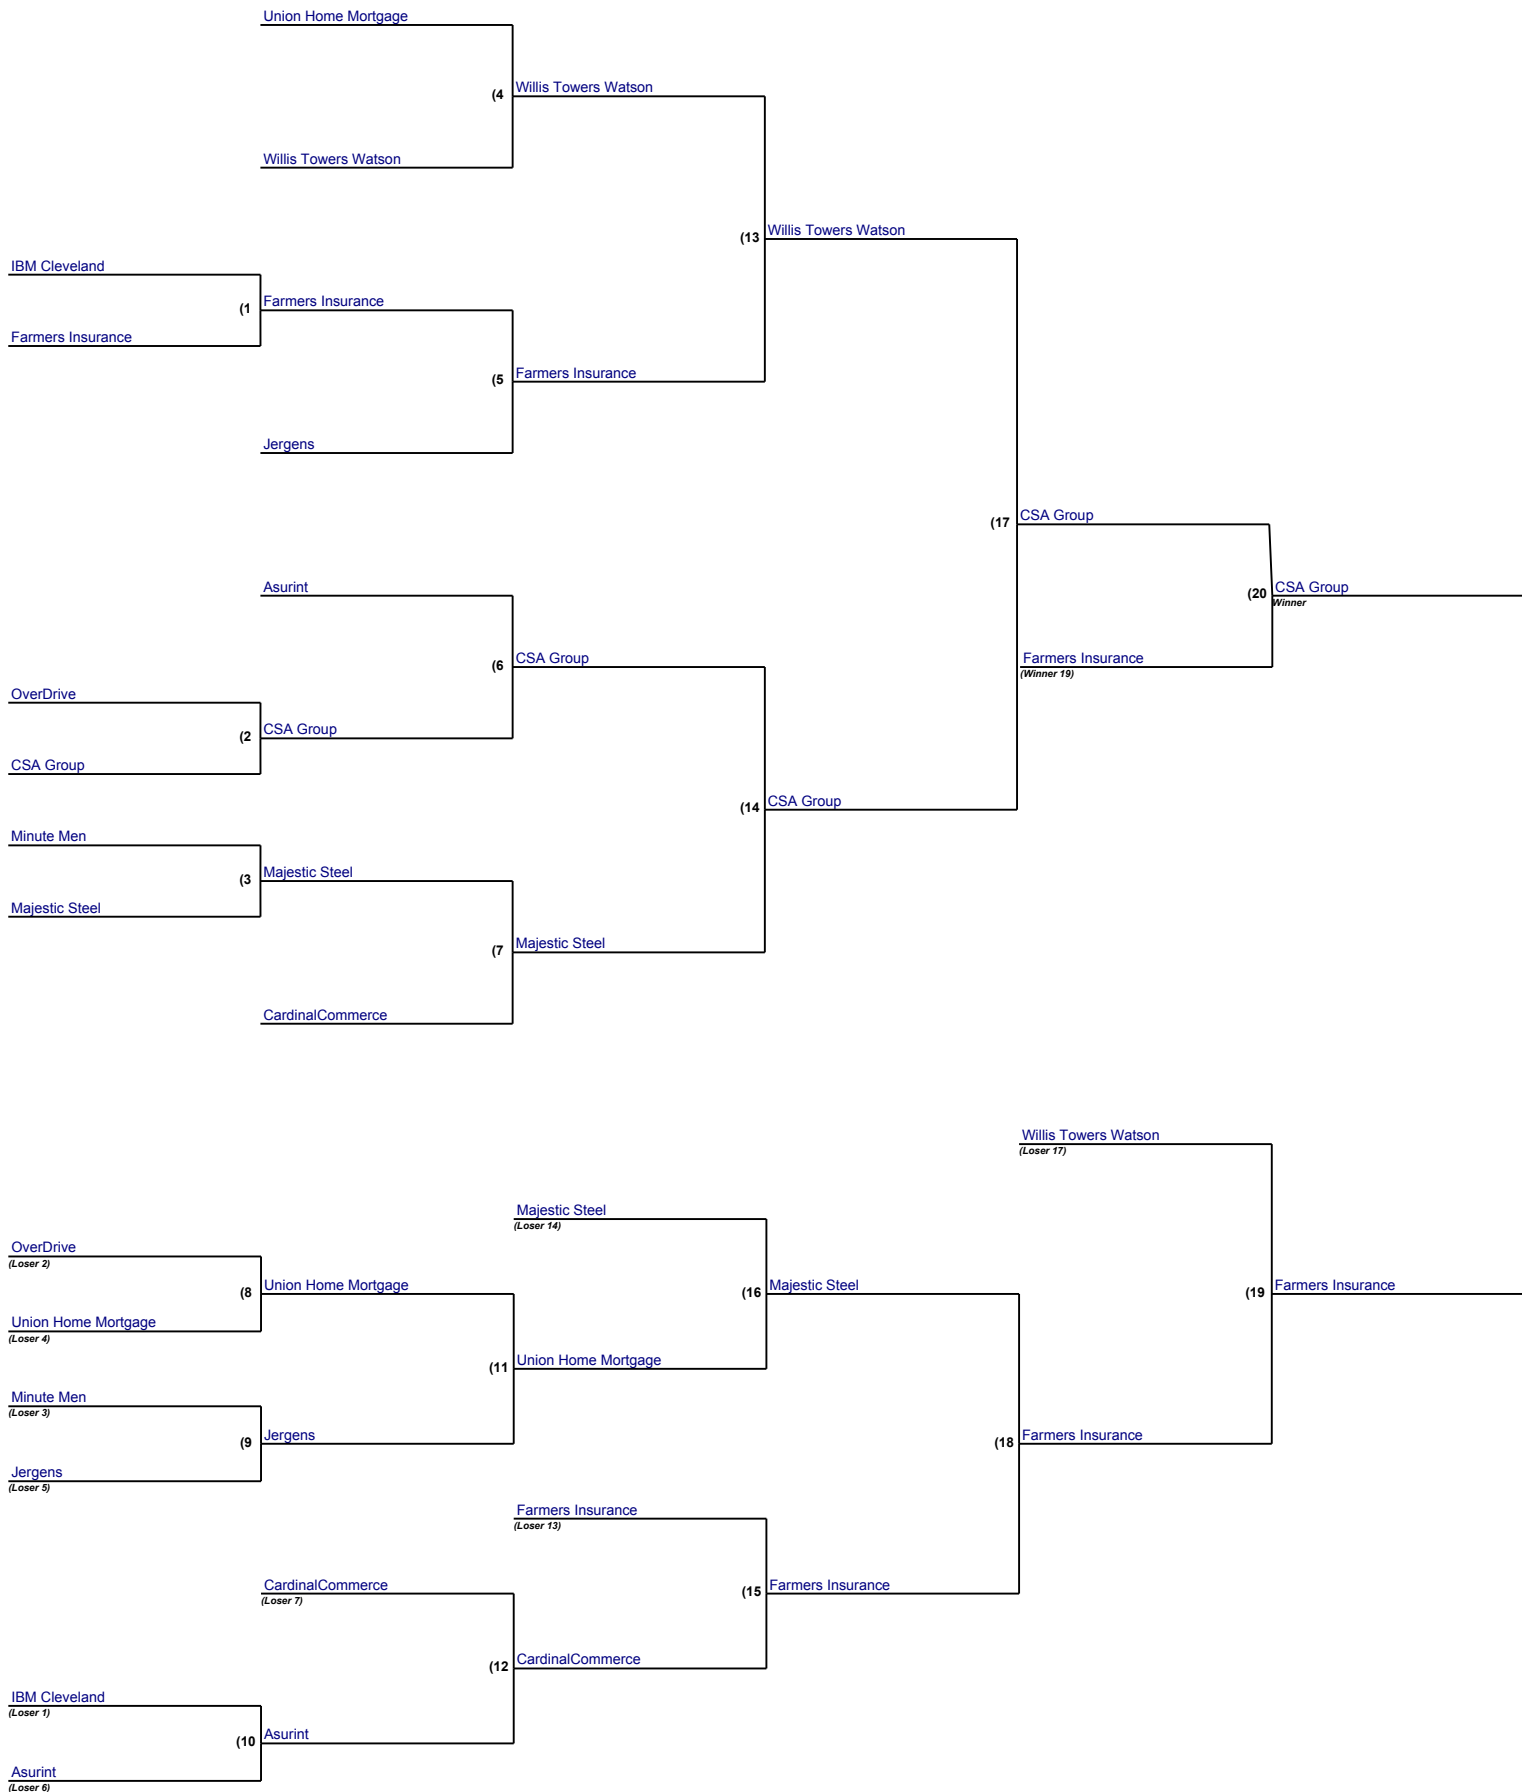 Union Home Mortgage
(4
Willis Towers Watson
Willis Towers Watson
(13
Willis Towers Watson
IBM Cleveland
(1
Farmers Insurance
Farmers Insurance
(5
Farmers Insurance
Jergens
(17
CSA Group
Asurint
(20
CSA Group
Winner
(6
CSA Group
Farmers Insurance
(Winner 19)
OverDrive
(2
CSA Group
CSA Group
(14
CSA Group
Minute Men
(3
Majestic Steel
Majestic Steel
(7
Majestic Steel
CardinalCommerce
Willis Towers Watson
(Loser 17)
Majestic Steel
(Loser 14)
OverDrive
(Loser 2)
(8
Union Home Mortgage
(16
Majestic Steel
(19
Farmers Insurance
Union Home Mortgage
(Loser 4)
(11
Union Home Mortgage
Minute Men
(Loser 3)
(9
Jergens
(18
Farmers Insurance
Jergens
(Loser 5)
Farmers Insurance
(Loser 13)
CardinalCommerce
(Loser 7)
(15
Farmers Insurance
(12
CardinalCommerce
IBM Cleveland
(Loser 1)
(10
Asurint
Asurint
(Loser 6)